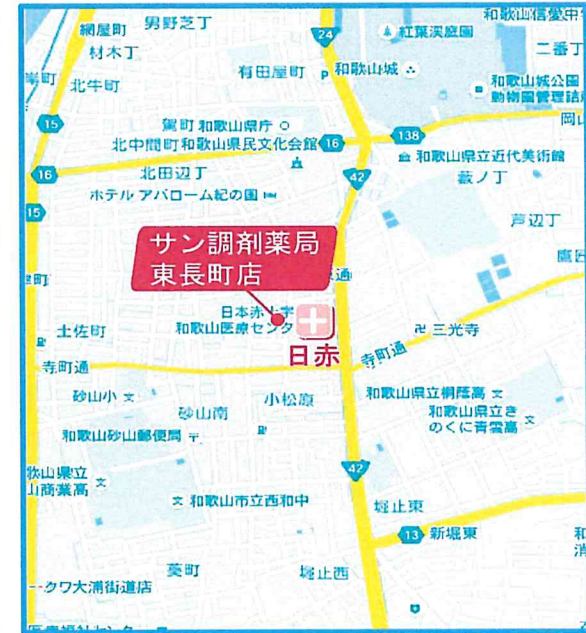 網屋町
男野芝丁
和歌山信愛中
24
紅葉渓庭園
材木丁
二番丁
有田屋町
P
和歌山城
北牛町
和歌山城公園
動物園管理詰
15
岡山
鷺町
和歌山県庁
138
北中間町
和歌山県民文化会館
16
和歌山県立近代美術館
16
北田辺丁
42
藪ノ丁
ホテル アバローム紀の国
15
芦辺丁
サン調剤薬局
東長町店
通
鷹匠
日本赤十字
和歌山医療センタ
土佐町
卍 三光寺
日赤
寺町通
寺町通
砂山小 文
小松原
和歌山県立桐蔭高 文
砂山南
和歌山県立き
のくに青雲高 文
和歌山砂山郵便局 〒
歌山県立
山商業高 文
42
文 和歌山市立西和中
堀止東
13
新堀東
和
消
葵町
堀止西
ークワ大浦街道店